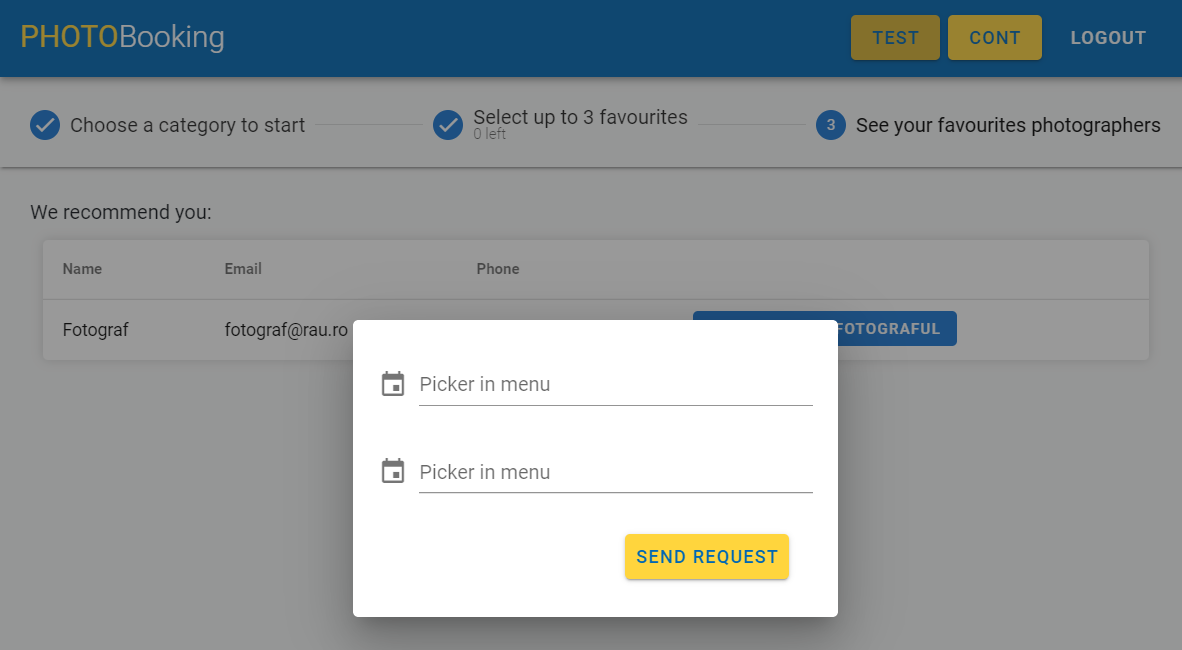 PHOTOBooking
TEST
CONT
LOGOUT
Choose a category to start
Select up to 3 favourites
0 left
3
See your favourites photographers
We recommend you:
Name
Email
Phone
Fotograf
fotograf@rau.ro
FOTOGRAFUL
Picker in menu
Picker in menu
SEND REQUEST